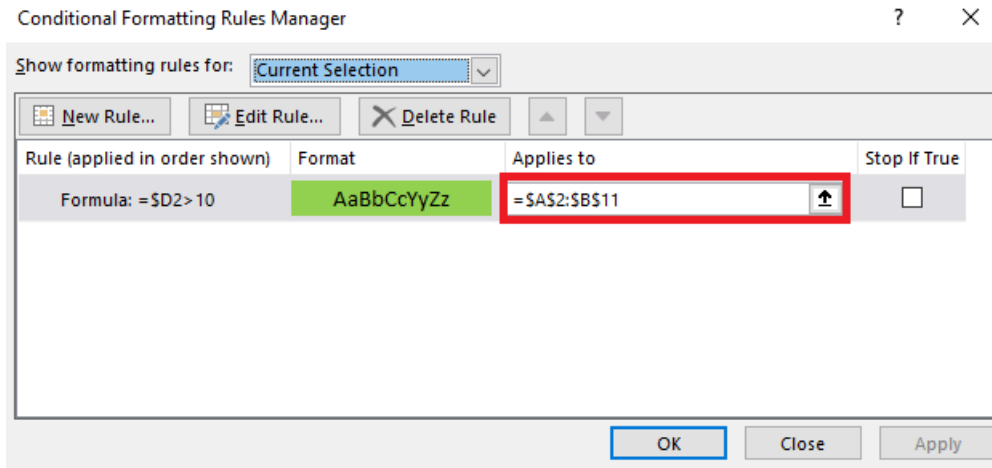 Conditional Formatting Rules Manager ? X
Show formatting rules for: Current Selection
New Rule... Edit Rule... Delete Rule
Rule (applied in order shown) Format Applies to Stop If True
Formula: =$D2>10 AaBbCcYyZz =$A$2:$B$11
OK Close Apply